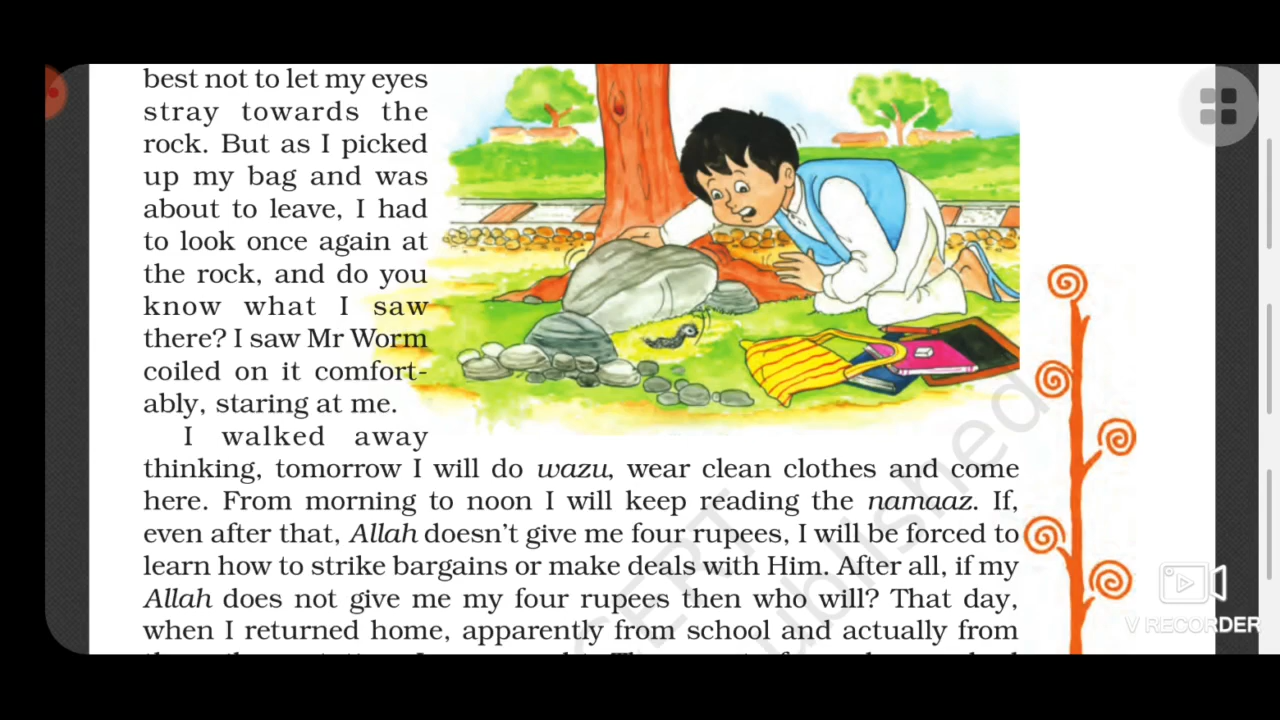 best not to let my eyes
stray towards the
rock. But as I picked
up my bag and was
about to leave, I had
to look once again at
the rock, and do you
know what I saw
there? I saw Mr Worm
coiled on it comfort-
ably, staring at me.
I walked away
thinking, tomorrow I will do wazu, wear clean clothes and come
here. From morning to noon I will keep reading the namaaz. If,
even after that, Allah doesn't give me four rupees, I will be forced to
learn how to strike bargains or make deals with Him. After all, if my
Allah does not give me my four rupees then who will? That day,
when I returned home, apparently from school and actually from
V RECORDER